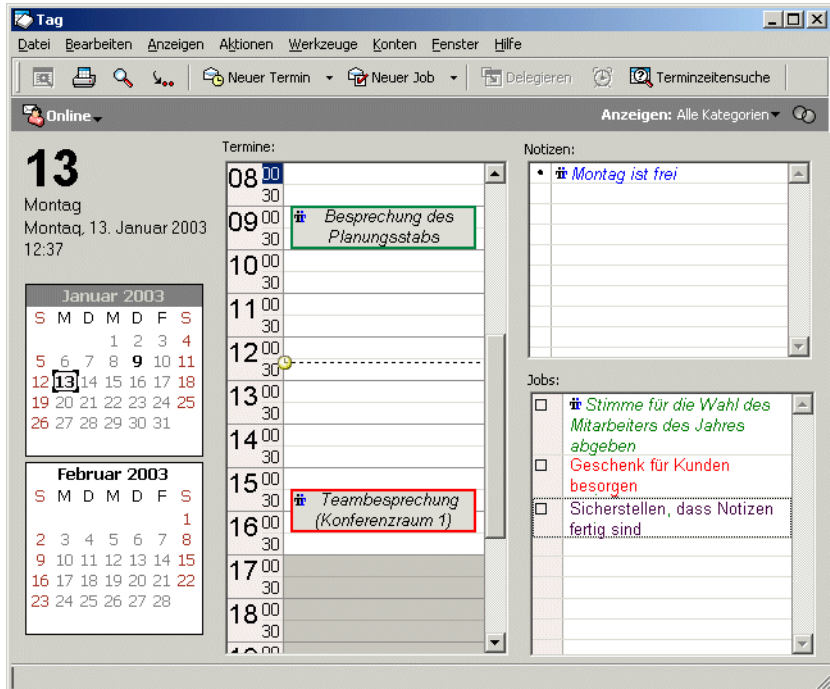 Tag
Datei Bearbeiten Anzeigen Aktionen Werkzeuge Konten Fenster Hilfe
Neuer Termin Neuer Job Delegieren Terminzeitensuche
Online Anzeigen: Alle Kategorien
13
Montag
Montag, 13. Januar 2003
12:37
Januar 2003
S M D M D F S
1 2 3 4
5 6 7 8 9 10 11
12 13 14 15 16 17 18
19 20 21 22 23 24 25
26 27 28 29 30 31
Februar 2003
S M D M D F S
1
2 3 4 5 6 7 8
9 10 11 12 13 14 15
16 17 18 19 20 21 22
23 24 25 26 27 28
Termine:
08 00
30
09 00 Besprechung des
30 Planungsstabs
10 00
30
11 00
30
12 00
30
13 00
30
14 00
30
15 00
30 Teambesprechung
16 00 (Konferenzraum 1)
30
17 00
30
18 00
30
Notizen:
Montag ist frei
Jobs:
Stimme für die Wahl des
Mitarbeiters des Jahres
abgeben
Geschenk für Kunden
besorgen
Sicherstellen, dass Notizen
fertig sind